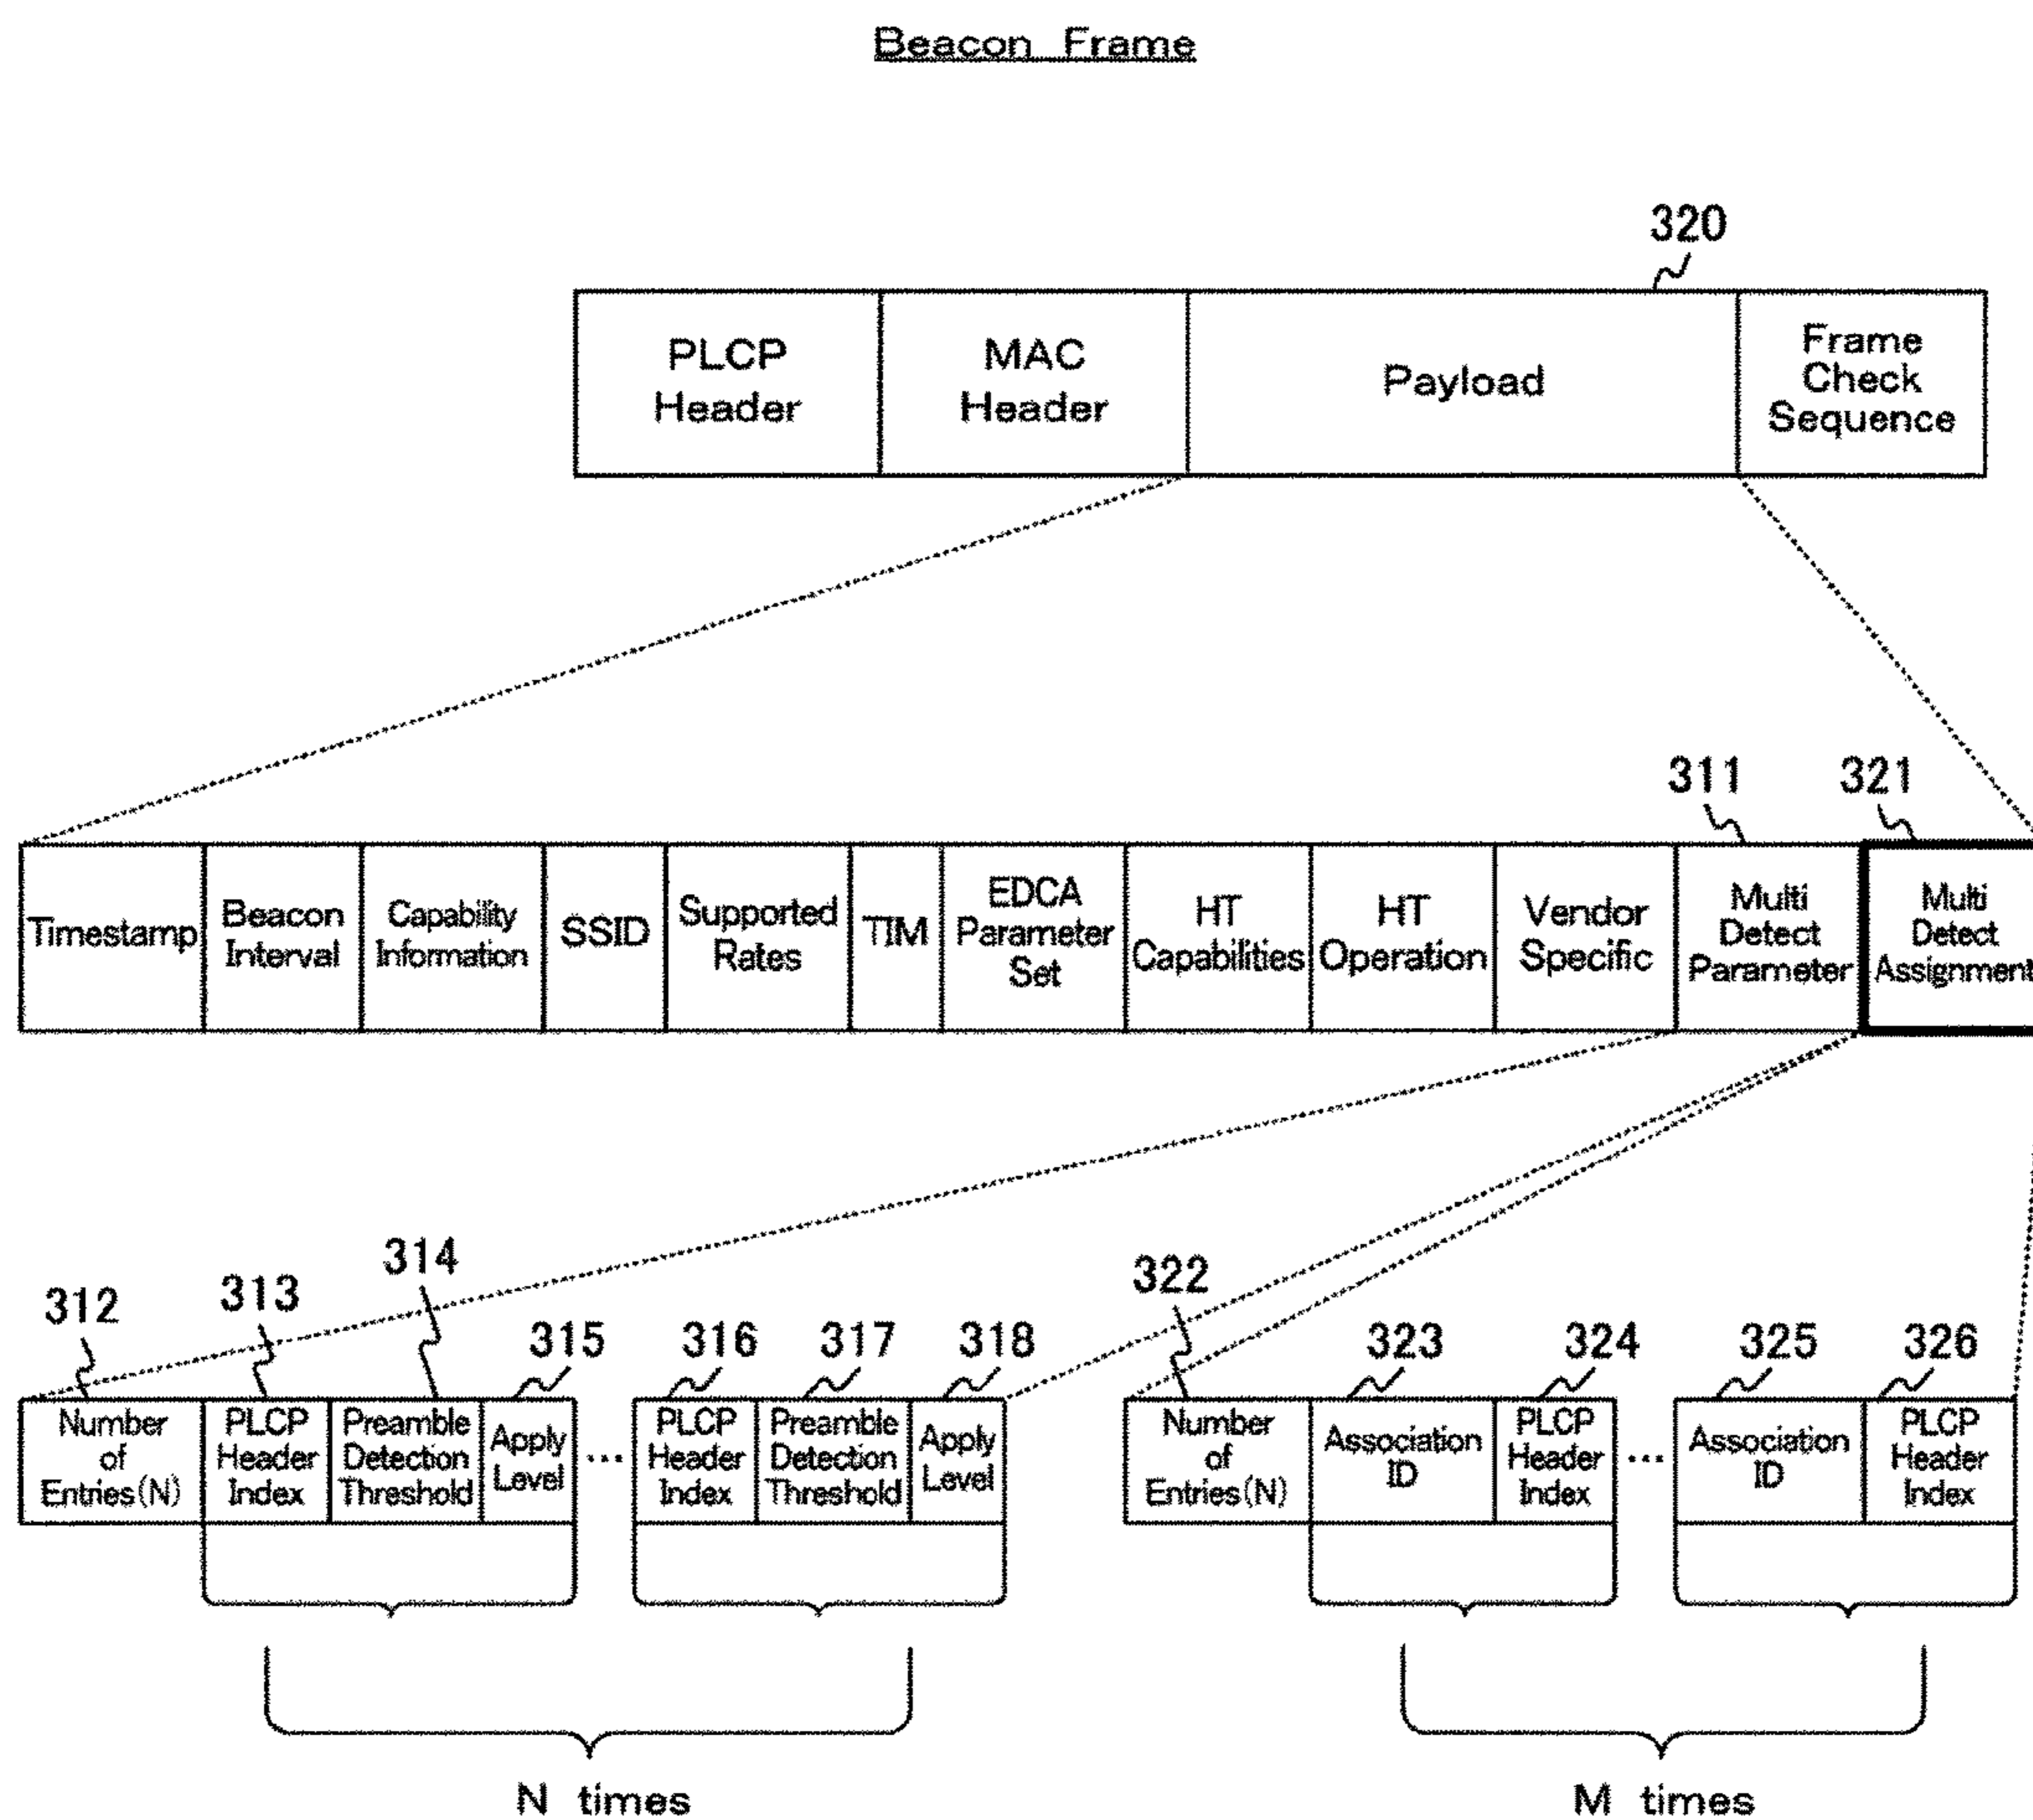 Beacon Frame
320
PLCP
Header
MAC
Header
Payload
Frame
Check
Sequence
311
321
Timestamp
Beacon
Interval
Capability
Information
SSID
Supported
Rates
TIM
EDCA
Parameter
Set
HT
Capabilities
HT
Operation
Vendor
Specific
Multi
Detect
Parameter
Multi
Detect
Assignment
312
313
314
315
316
317
318
322
323
324
325
326
Number
of
Entries(N)
PLCP
Header
Index
Preamble
Detection
Threshold
Apply
Level
...
PLCP
Header
Index
Preamble
Detection
Threshold
Apply
Level
Number
of
Entries(N)
Association
ID
PLCP
Header
Index
...
Association
ID
PLCP
Header
Index
N times
M times